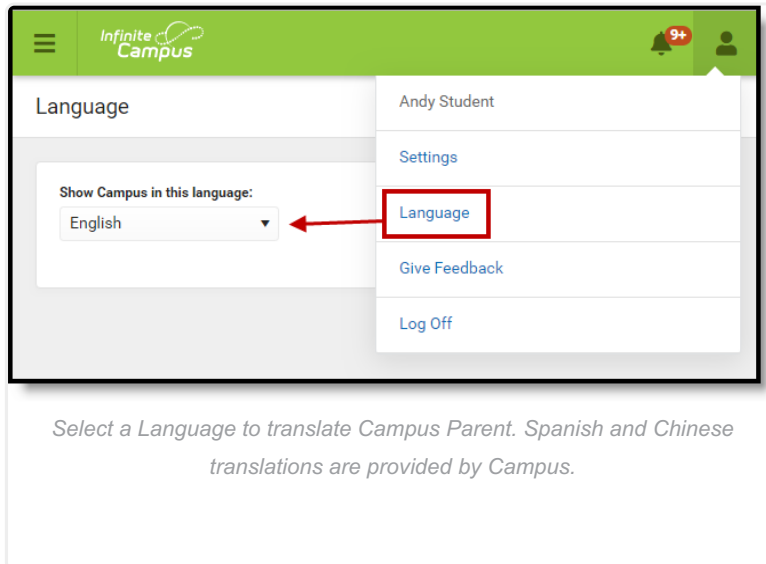 Infinite
Campus
9+
Language
Andy Student
Settings
Show Campus in this language:
English
Language
Give Feedback
Log Off
Select a Language to translate Campus Parent. Spanish and Chinese
translations are provided by Campus.